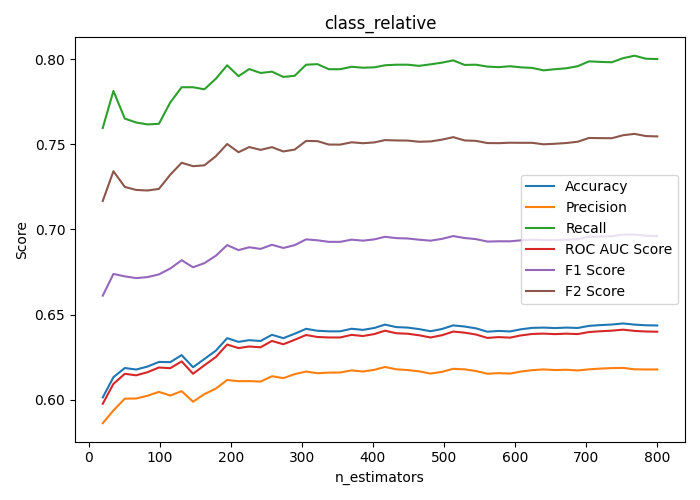 class_relative
Score
0.80
0.75
0.70
0.65
0.60
Accuracy
Precision
Recall
ROC AUC Score
F1 Score
F2 Score
0 100 200 300 400 500 600 700 800
n_estimators